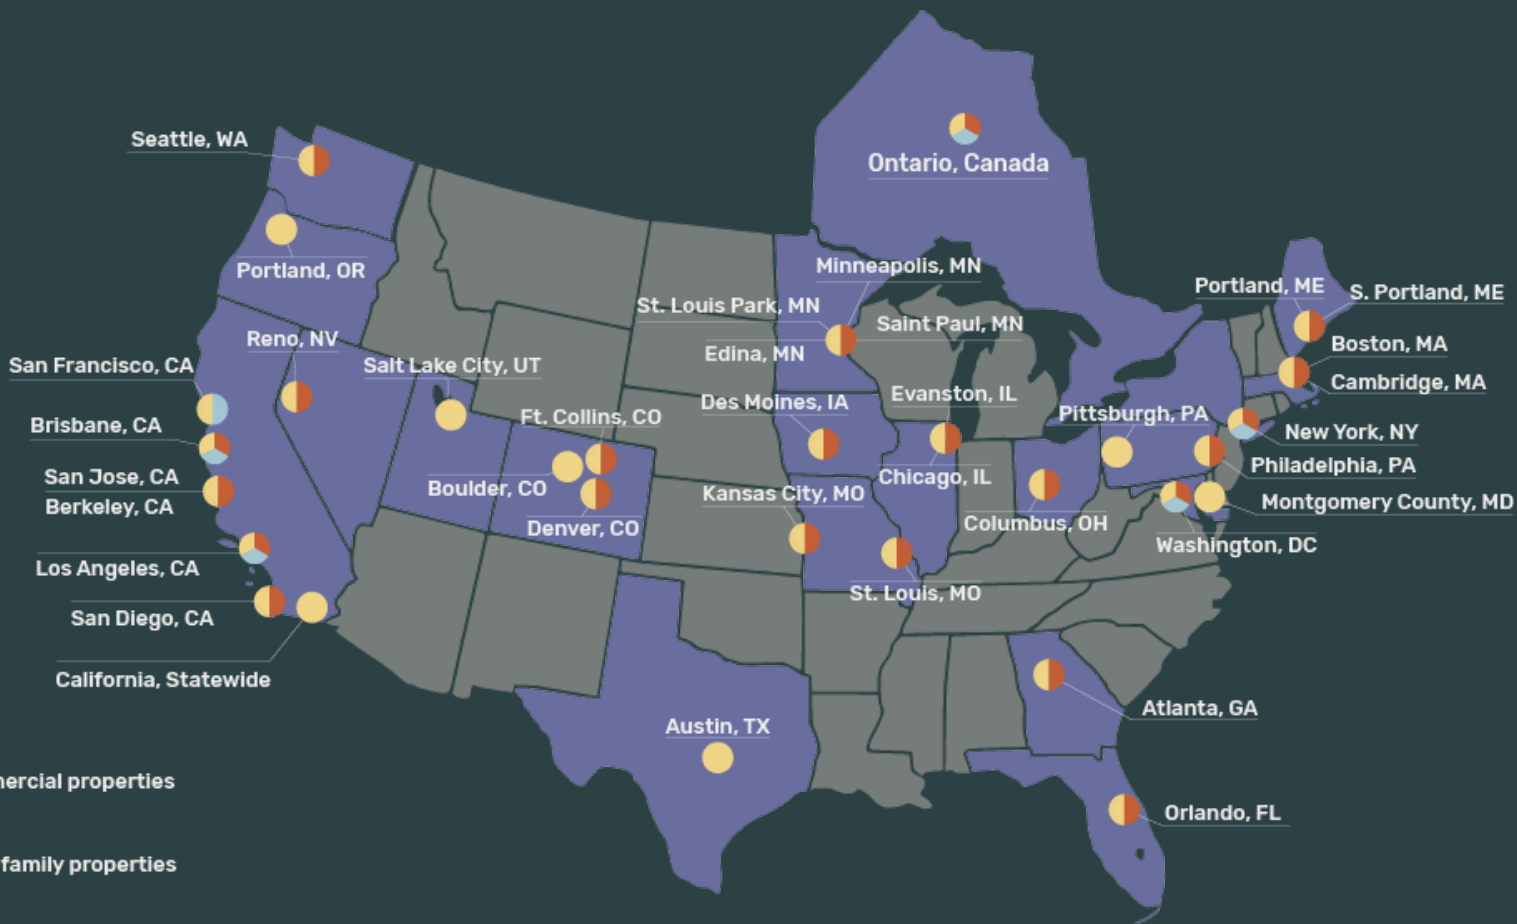 Seattle, WA
Ontario, Canada
Portland, OR
Minneapolis, MN
St. Louis Park, MN
Saint Paul, MN
Edina, MN
Portland, ME
S. Portland, ME
Boston, MA
Cambridge, MA
Reno, NV
San Francisco, CA
Salt Lake City, UT
Ft. Collins, CO
Des Moines, IA
Evanston, IL
Pittsburgh, PA
New York, NY
Brisbane, CA
San Jose, CA
Berkeley, CA
Boulder, CO
Kansas City, MO
Chicago, IL
Philadelphia, PA
Montgomery County, MD
Denver, CO
Columbus, OH
Washington, DC
Los Angeles, CA
St. Louis, MO
San Diego, CA
California, Statewide
Austin, TX
Atlanta, GA
Orlando, FL
ercial properties
family properties